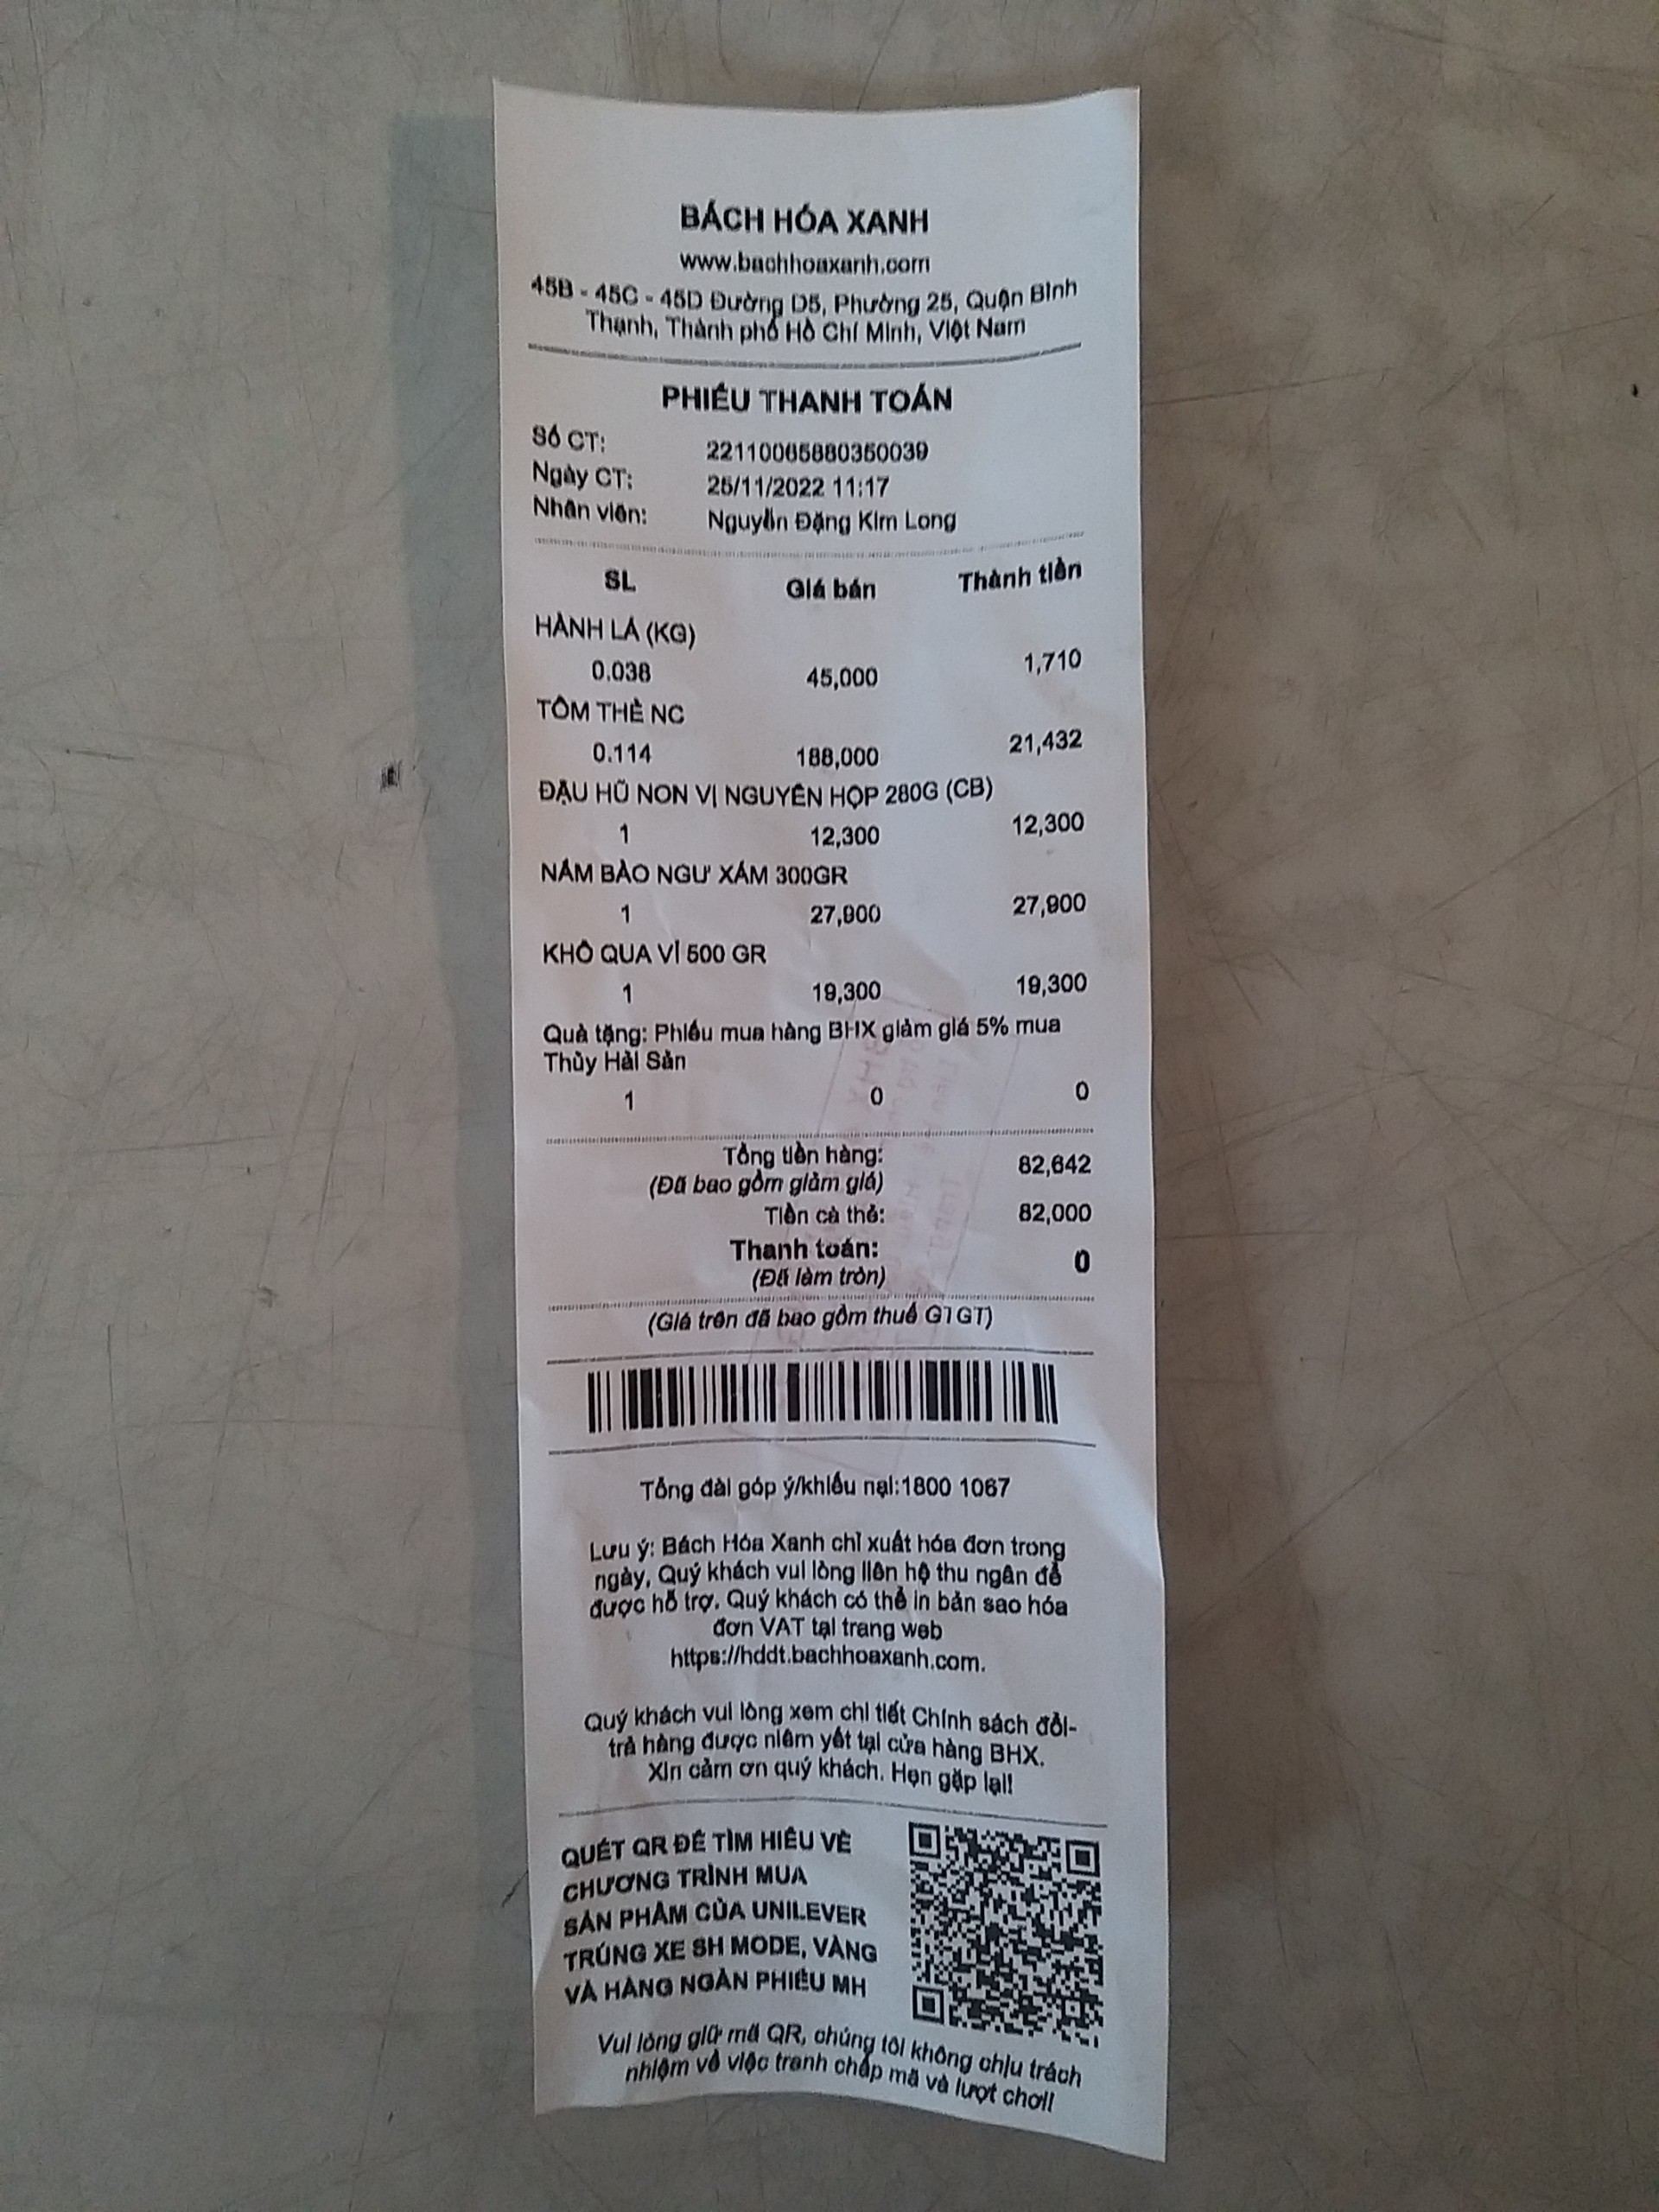 BÁCH HÓA XANH
www.bachhoaxanh.com
45B - 45C - 45D Đường D5, Phường 25, Quận Bình
Thạnh, Thành phố Hồ Chí Minh, Việt Nam
PHIẾU THANH TOÁN
Số CT: 22110065880350039
Ngày CT: 25/11/2022 11:17
Nhân viên: Nguyễn Đặng Kim Long
SL Giá bán Thành tiền
HÀNH LÁ (KG)
0.038 45,000 1,710
TÔM THẺ NC
0.114 188,000 21,432
ĐẬU HŨ NON VỊ NGUYÊN HỘP 280G (CB)
1 12,300 12,300
NẤM BÀO NGƯ XÁM 300GR
1 27,900 27,900
KHỔ QUA VỈ 500 GR
1 19,300 19,300
Quà tặng: Phiếu mua hàng BHX giảm giá 5% mua
Thủy Hải Sản
1 0 0
Tổng tiền hàng: 82,642
(Đã bao gồm giảm giá)
Tiền cà thẻ: 82,000
Thanh toán: 0
(Đã làm tròn)
(Giá trên đã bao gồm thuế GTGT)
Tổng đài góp ý/khiếu nại:1800 1067
Lưu ý: Bách Hóa Xanh chỉ xuất hóa đơn trong
ngày, Quý khách vui lòng liên hệ thu ngân để
được hỗ trợ. Quý khách có thể in bản sao hóa
đơn VAT tại trang web
https://hddt.bachhoaxanh.com.
Quý khách vui lòng xem chi tiết Chính sách đổi-
trả hàng được niêm yết tại cửa hàng BHX.
Xin cảm ơn quý khách. Hẹn gặp lại!
QUÉT QR ĐỂ TÌM HIỂU VỀ
CHƯƠNG TRÌNH MUA
SẢN PHẨM CỦA UNILEVER
TRÚNG XE SH MODE, VÀNG
VÀ HÀNG NGÀN PHIẾU MH
Vui lòng giữ mã QR, chúng tôi không chịu trách
nhiệm về việc tranh chấp mã và lượt chơi!